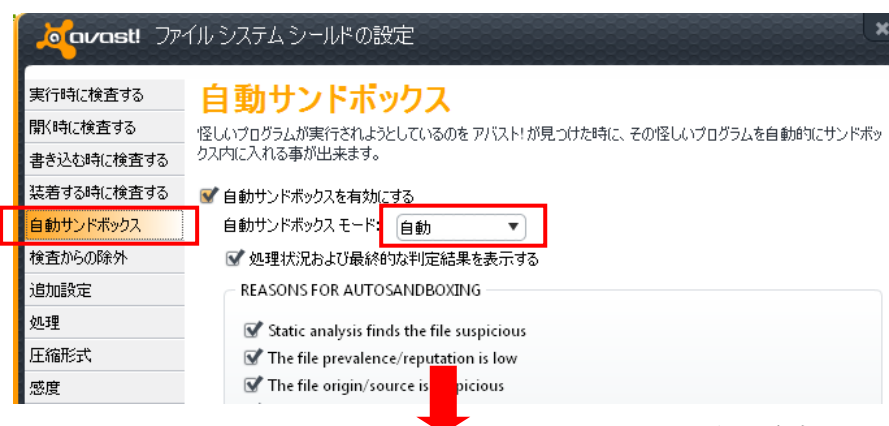 avast! ファイル システム シールドの設定
実行時に検査する
開く時に検査する
書き込む時に検査する
装着する時に検査する
自動サンドボックス
検査からの除外
追加設定
処理
圧縮形式
感度
自動サンドボックス
怪しいプログラムが実行されようとしているのを アバスト! が見つけた時に、その怪しいプログラムを自動的にサンドボッ
クス内に入れる事が出来ます。
自動サンドボックスを有効にする
自動サンドボックス モード: 自動
処理状況および最終的な判定結果を表示する
REASONS FOR AUTOSANDBOXING
Static analysis finds the file suspicious
The file prevalence/reputation is low
The file origin/source is picious